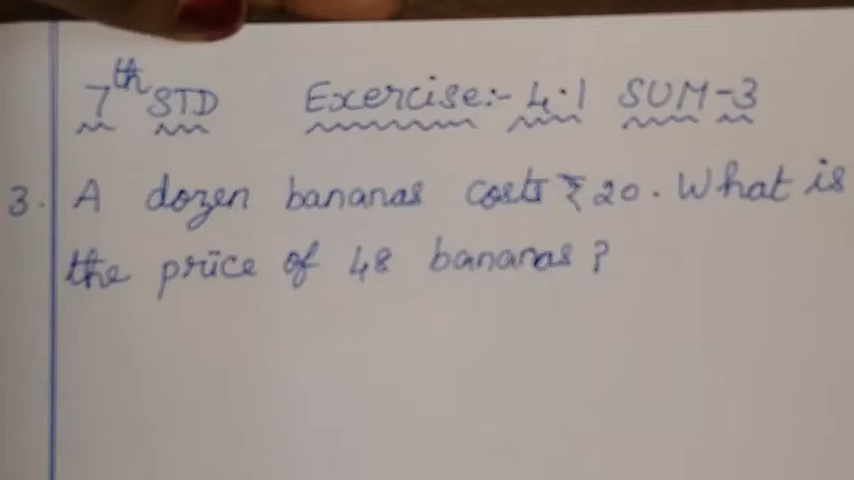 7th STD Exercise:- 4.1 SUM-3
3. A dozen bananas costs ₹20. What is
the price of 48 bananas?